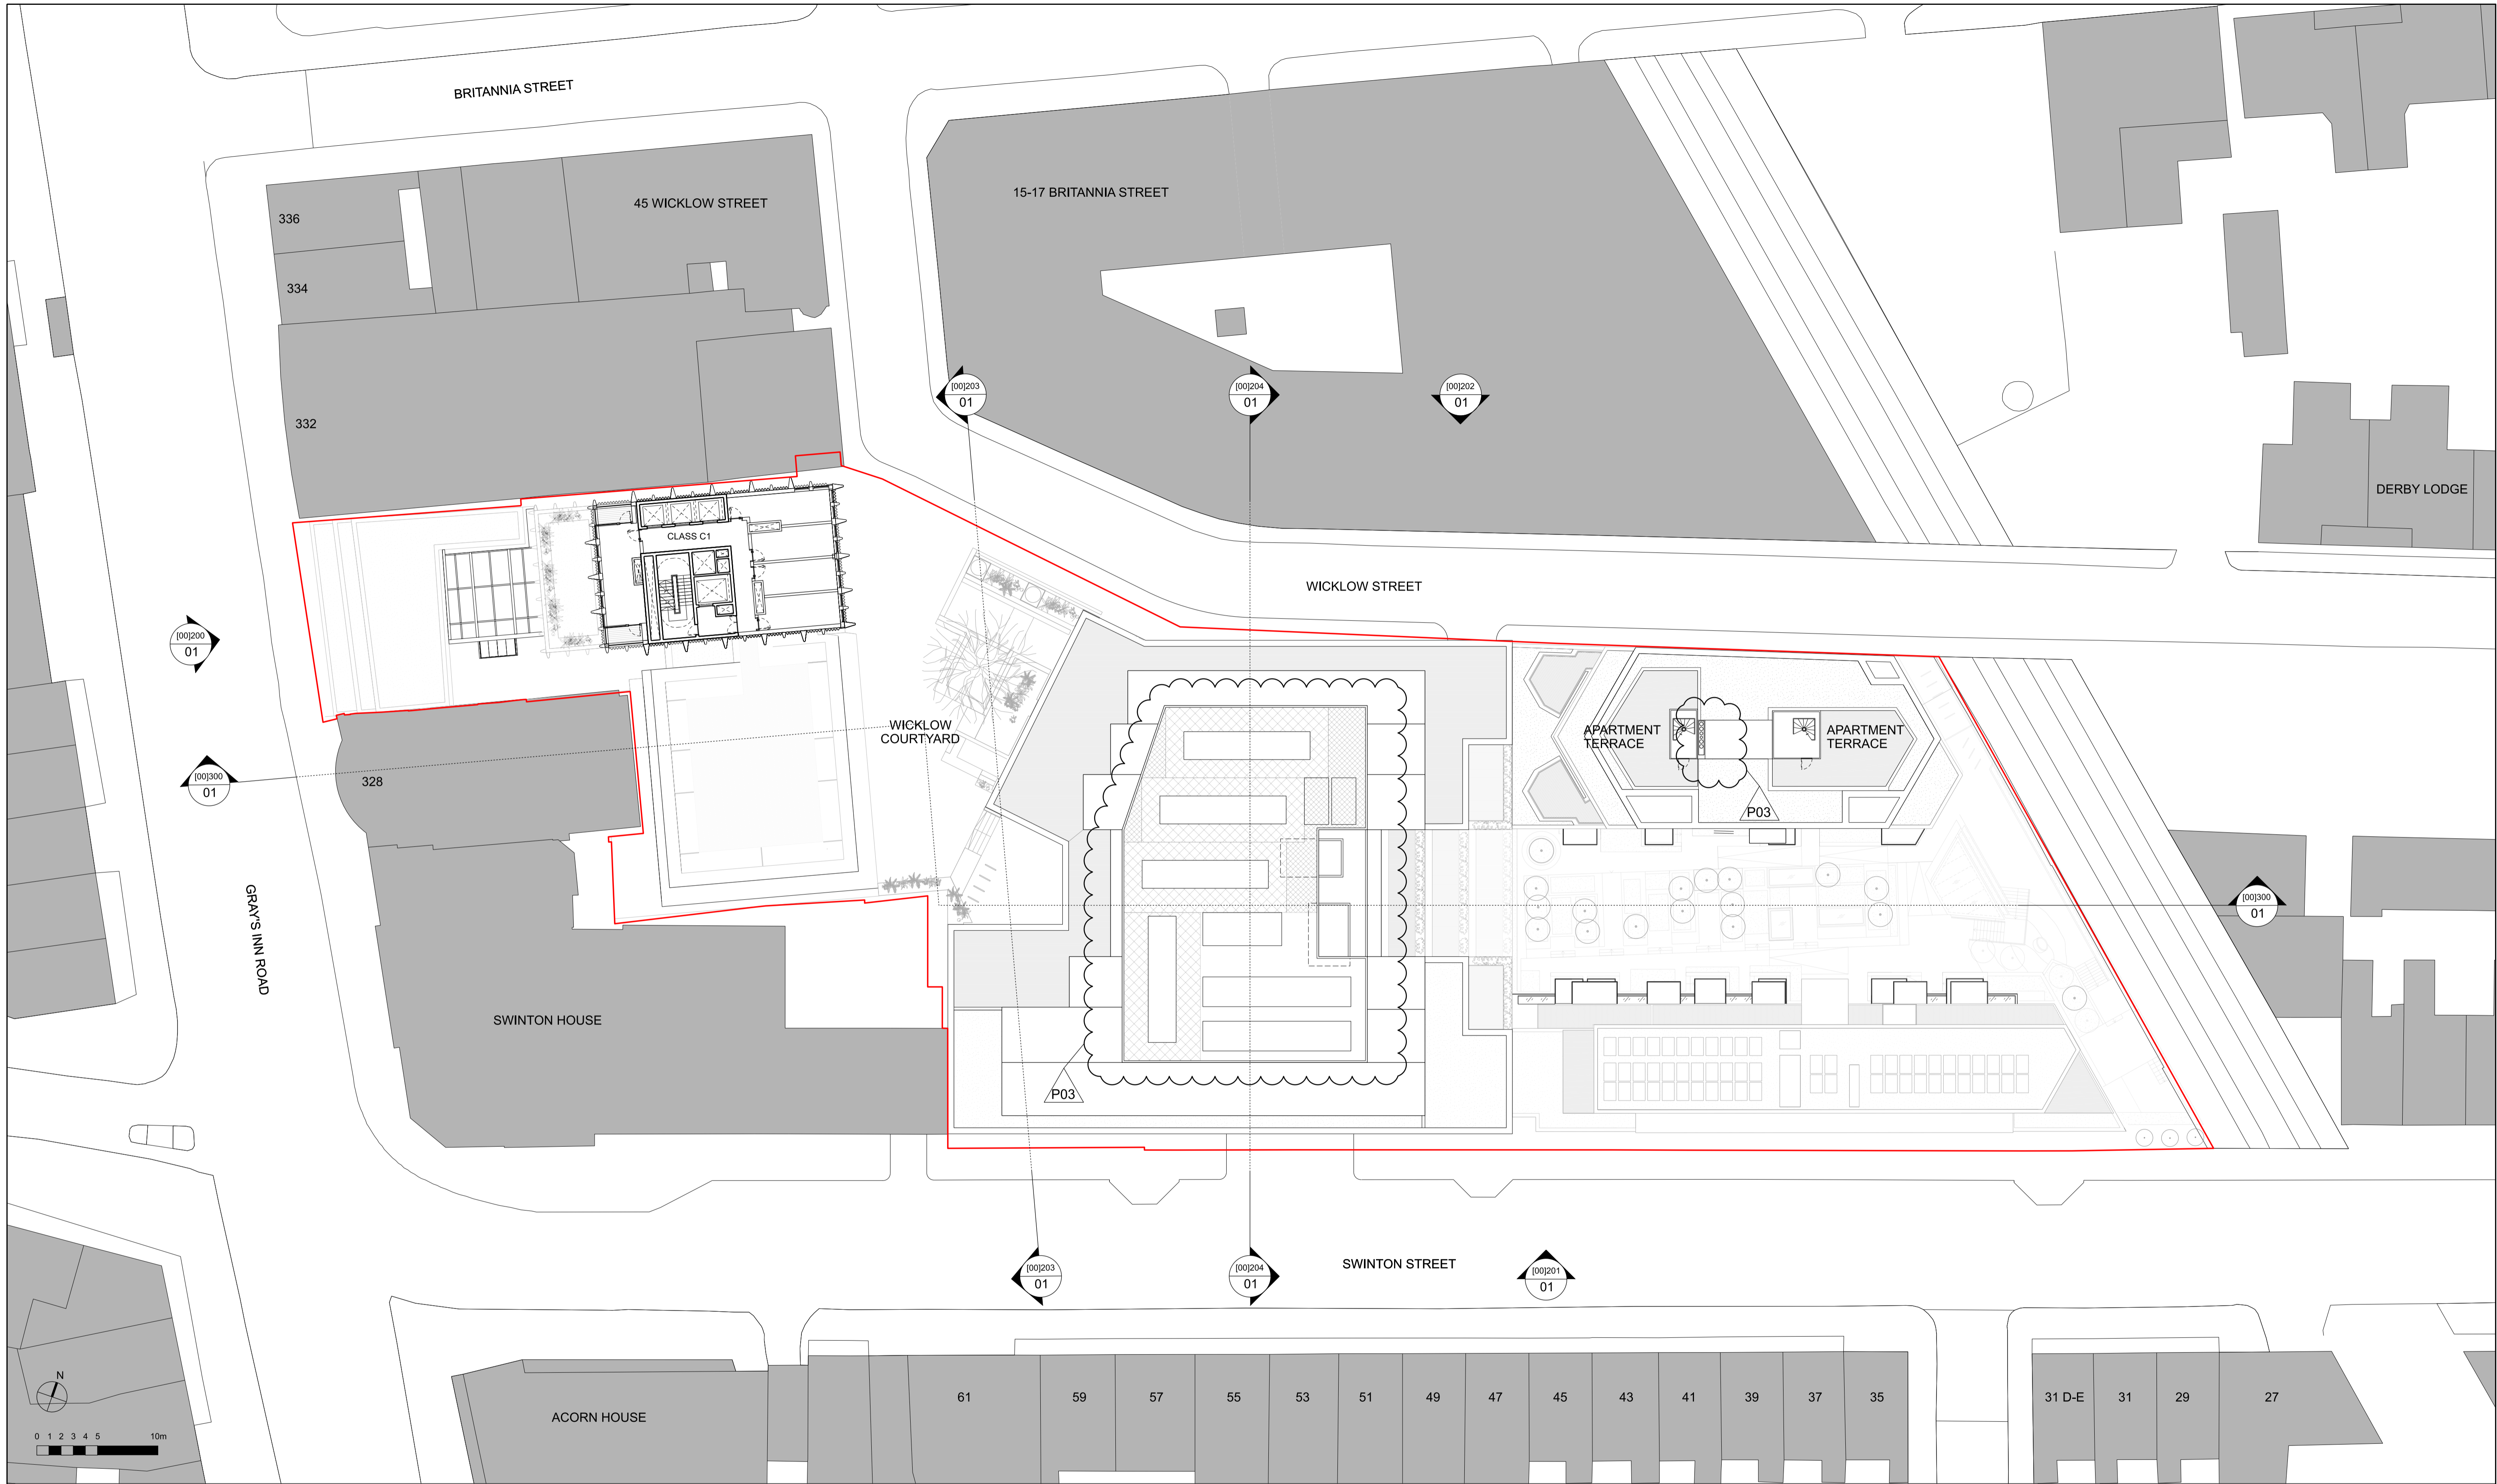 BRITANNIA STREET
336
45 WICKLOW STREET
15-17 BRITANNIA STREET
334
332
[00]203
01
[00]204
01
[00]202
01
DERBY LODGE
CLASS C1
WICKLOW STREET
[00]200
01
WICKLOW
COURTYARD
APARTMENT
TERRACE
APARTMENT
TERRACE
[00]300
01
328
P03
GRAY'S INN ROAD
[00]300
01
SWINTON HOUSE
P03
[00]203
01
[00]204
01
SWINTON STREET
[00]201
01
N
0 1 2 3 4 5 10m
ACORN HOUSE
61
59
57
55
53
51
49
47
45
43
41
39
37
35
31 D-E
31
29
27